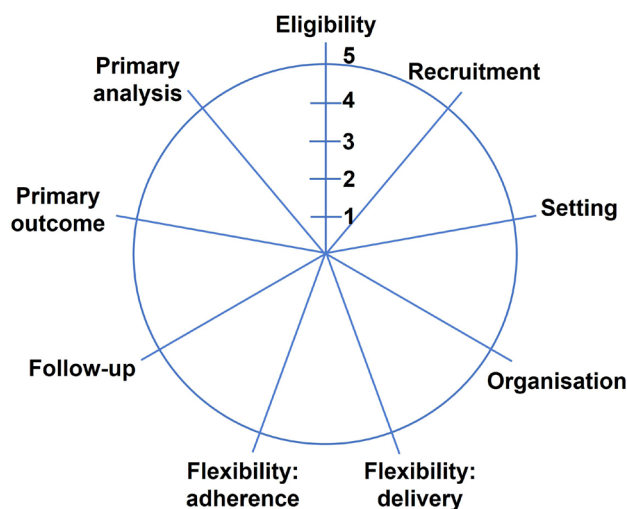 Eligibility
5
4
3
2
1
Recruitment
Setting
Organisation
Flexibility:
delivery
Flexibility:
adherence
Follow-up
Primary
outcome
Primary
analysis